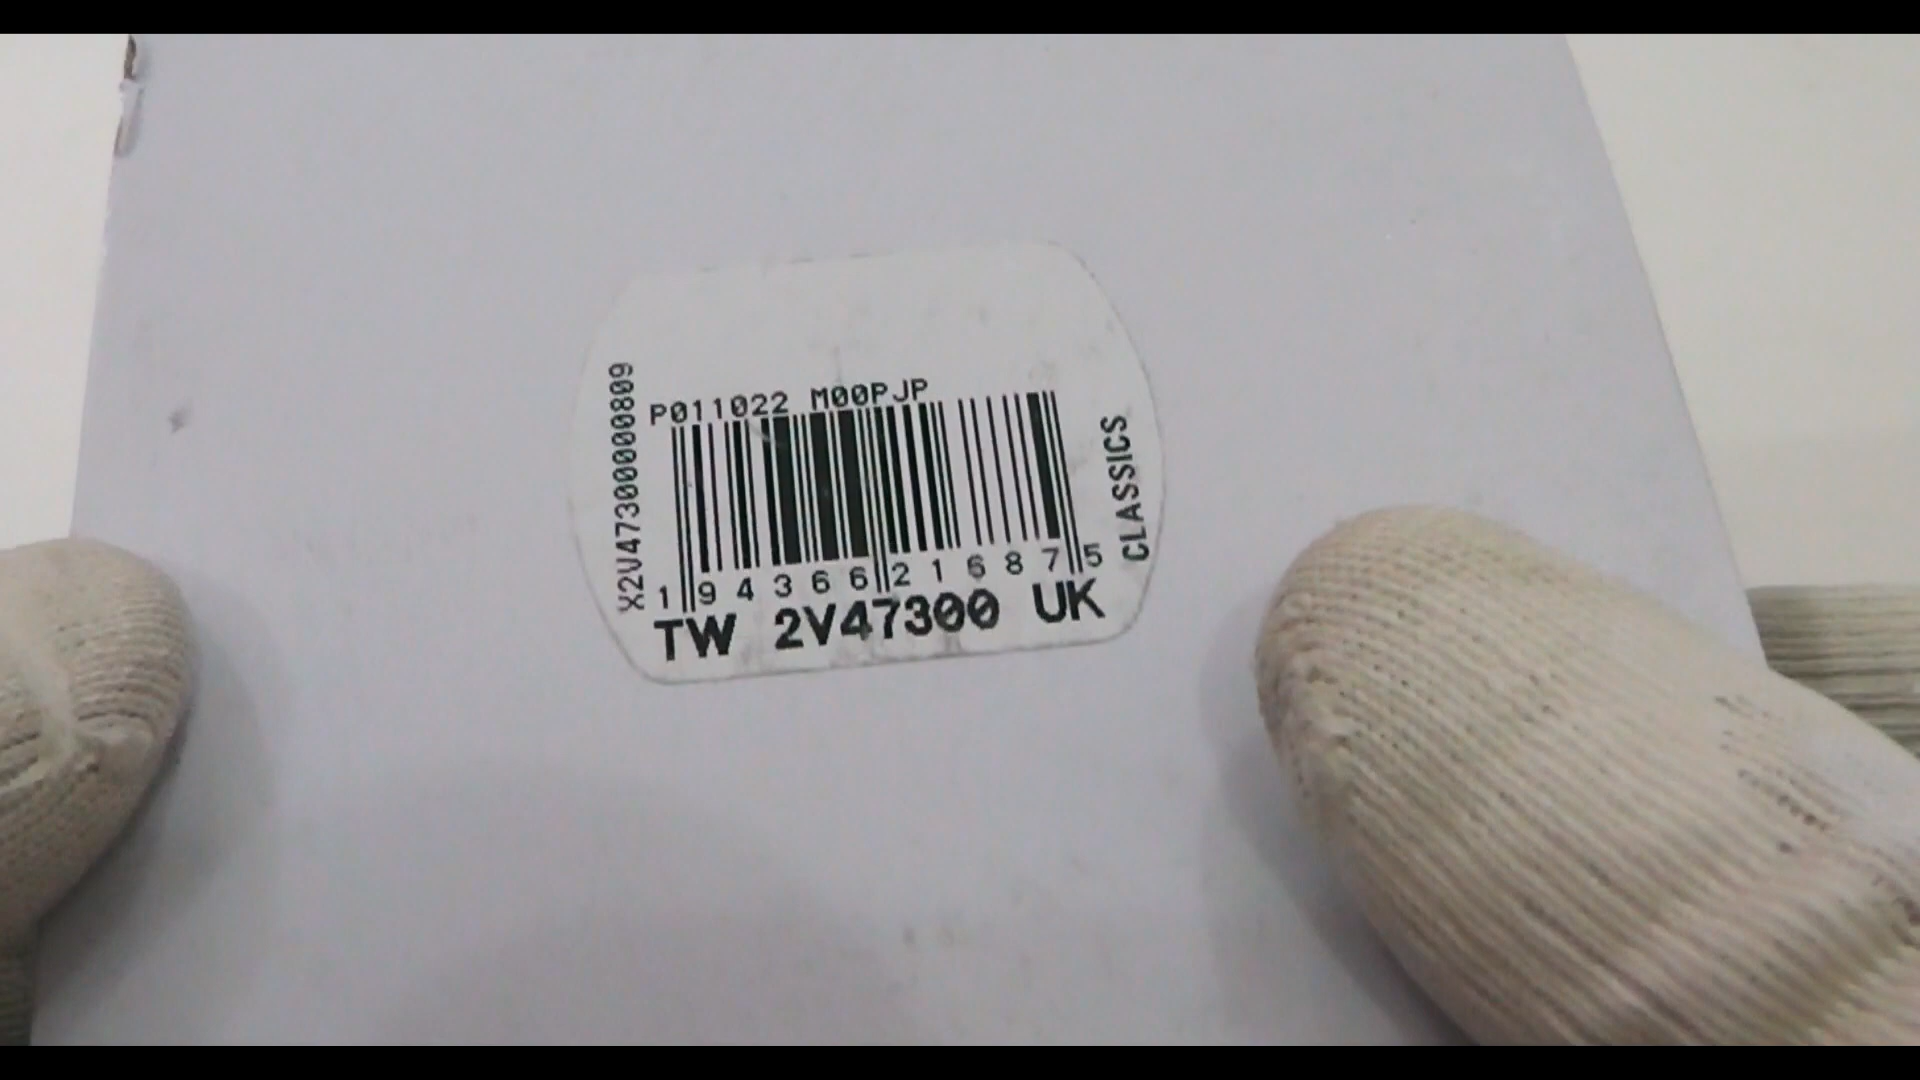 X2V473000000809
P011022 M00PJP
1 94366 21687 5
TW 2V47300 UK
CLASSICS